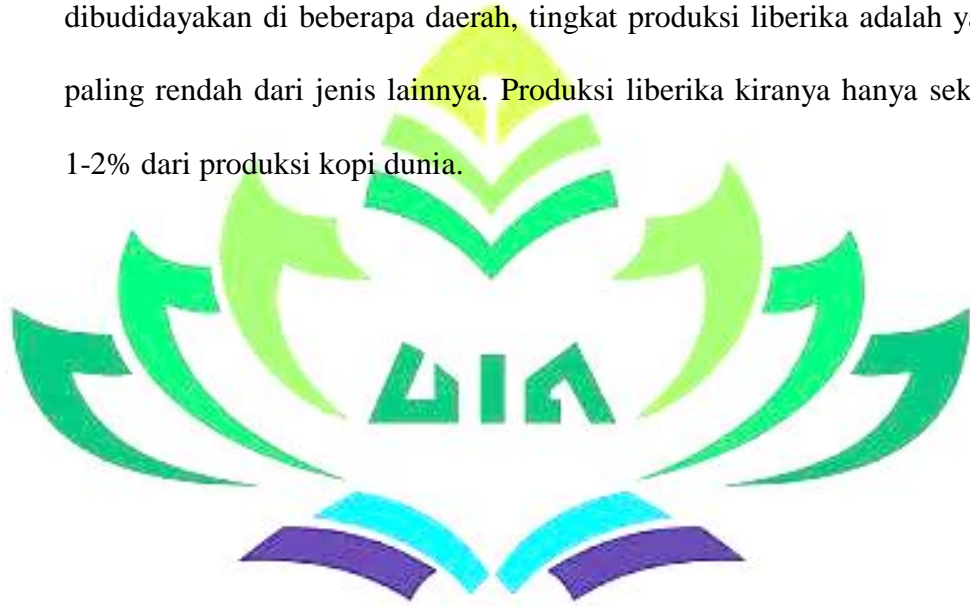 dibudidayakan di beberapa daerah, tingkat produksi liberika adalah
paling rendah dari jenis lainnya. Produksi liberika kiranya hanya
1-2% dari produksi kopi dunia.
UIN